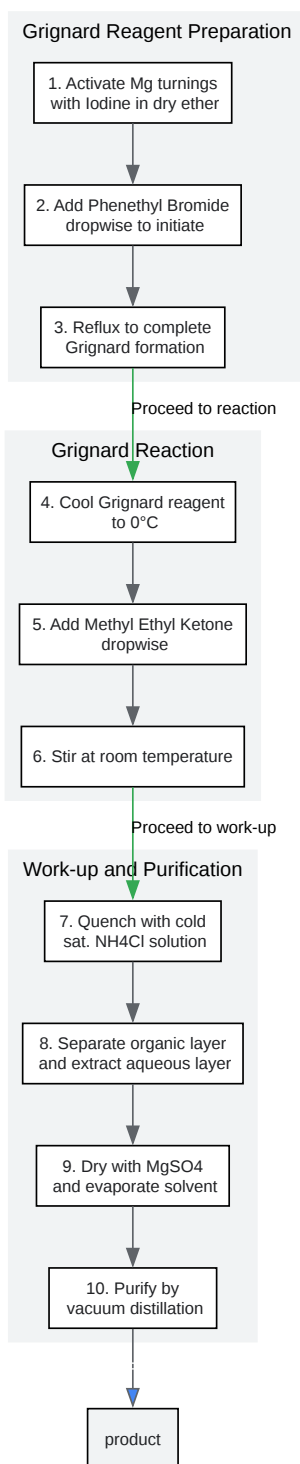 Grignard Reagent Preparation
1. Activate Mg turnings
with Iodine in dry ether
2. Add Phenethyl Bromide
dropwise to initiate
3. Reflux to complete
Grignard formation
Proceed to reaction
Grignard Reaction
4. Cool Grignard reagent
to 0°C
5. Add Methyl Ethyl Ketone
dropwise
6. Stir at room temperature
Proceed to work-up
Work-up and Purification
7. Quench with cold
sat. NH4Cl solution
8. Separate organic layer
and extract aqueous layer
9. Dry with MgSO4
and evaporate solvent
10. Purify by
vacuum distillation
product